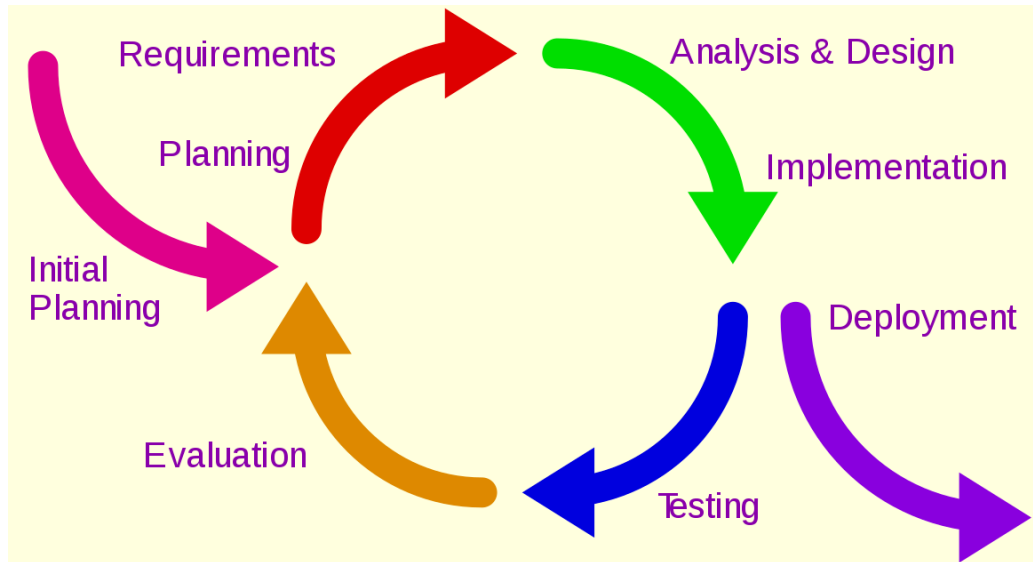 Requirements
Analysis & Design
Planning
Implementation
Initial
Planning
Deployment
Evaluation
Testing